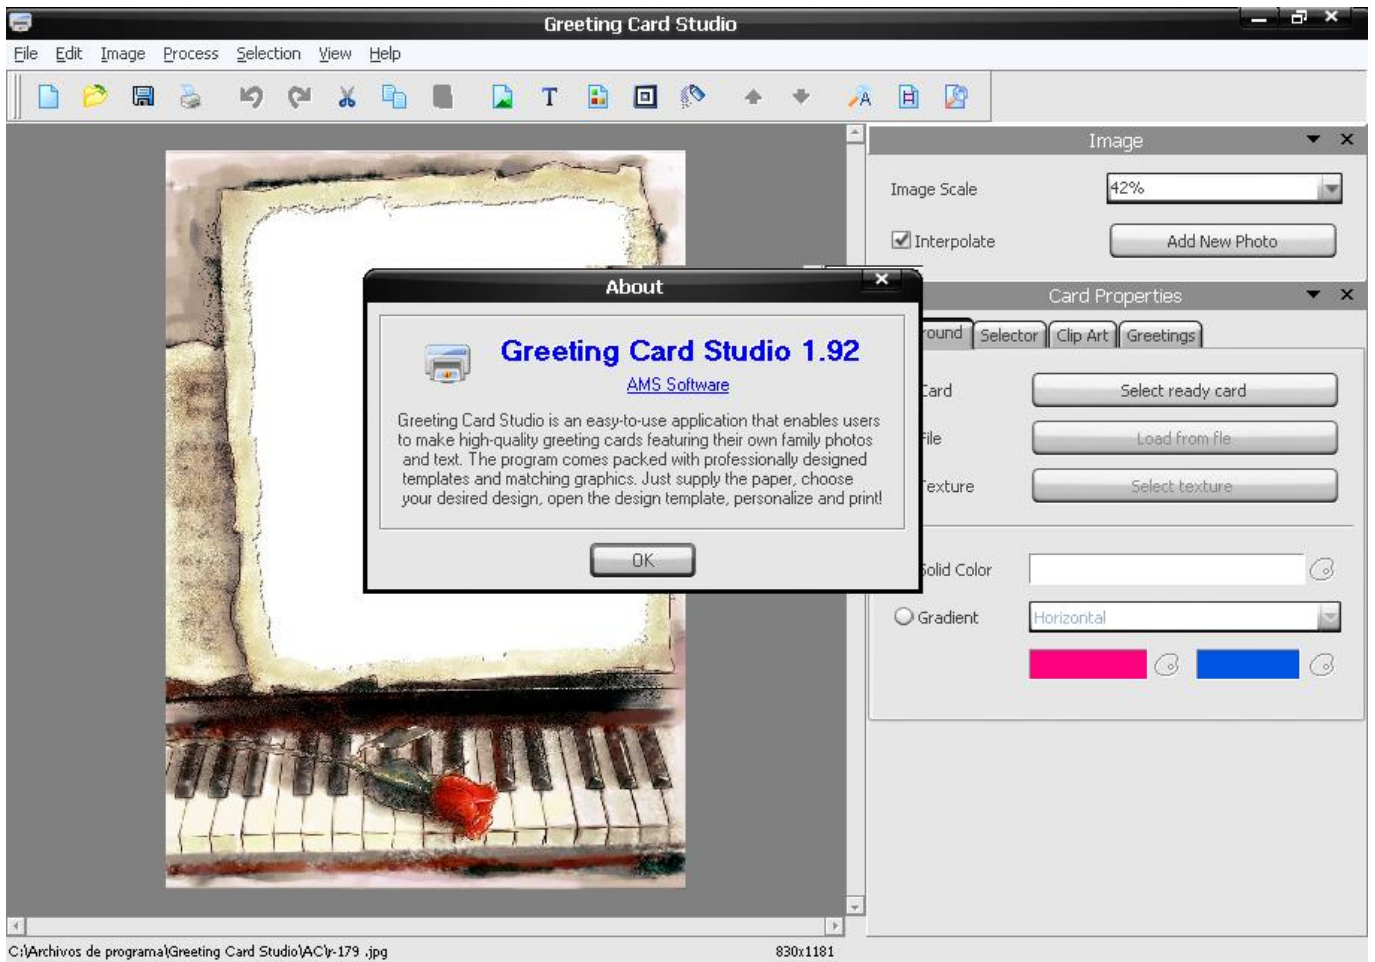 Greeting Card Studio
File Edit Image Process Selection View Help
T
A
Image
Image Scale
42%
Interpolate
Add New Photo
About
Greeting Card Studio 1.92
AMS Software
Greeting Card Studio is an easy-to-use application that enables users
to make high-quality greeting cards featuring their own family photos
and text. The program comes packed with professionally designed
templates and matching graphics. Just supply the paper, choose
your desired design, open the design template, personalize and print!
OK
Card Properties
ound Selector Clip Art Greetings
Card Select ready card
File Load from fle
Texture Select texture
Solid Color
Gradient Horizontal
C:\Archivos de programa\Greeting Card Studio\AC\r-179 .jpg 830x1181